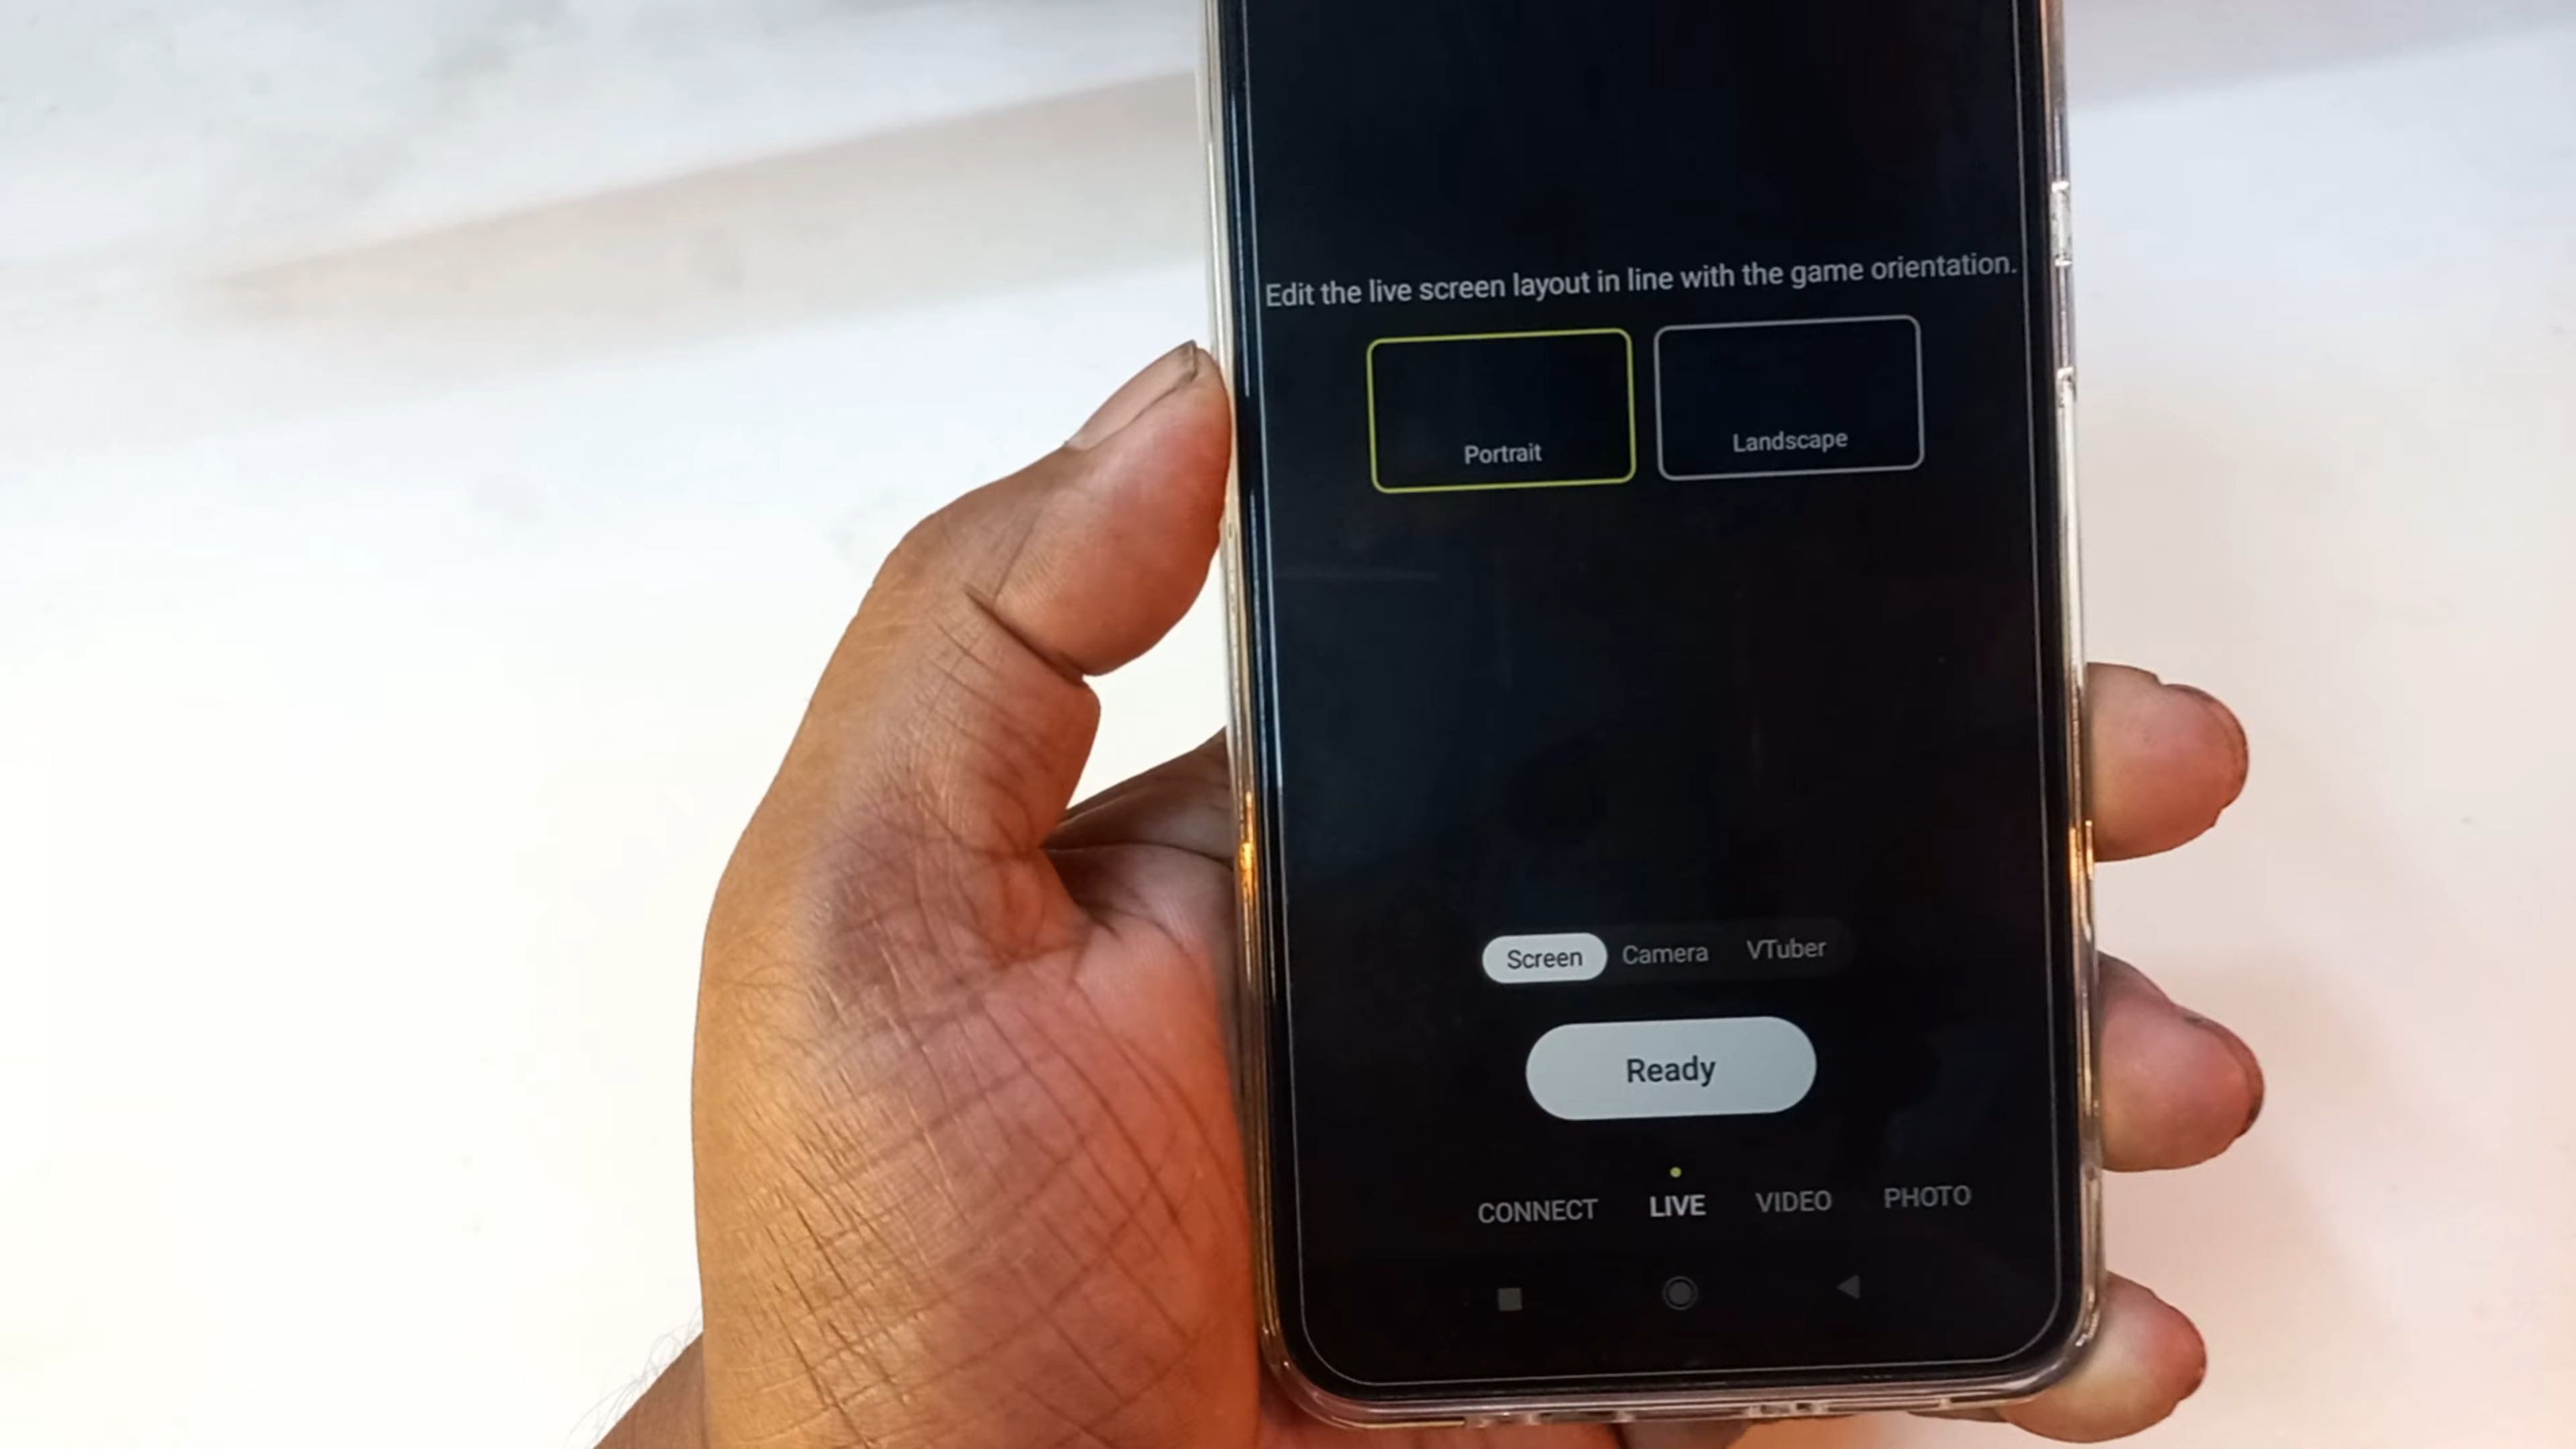 Edit the live screen layout in line with the game orientation.
Portrait Landscape
Screen Camera VTuber
Ready
CONNECT LIVE VIDEO PHOTO